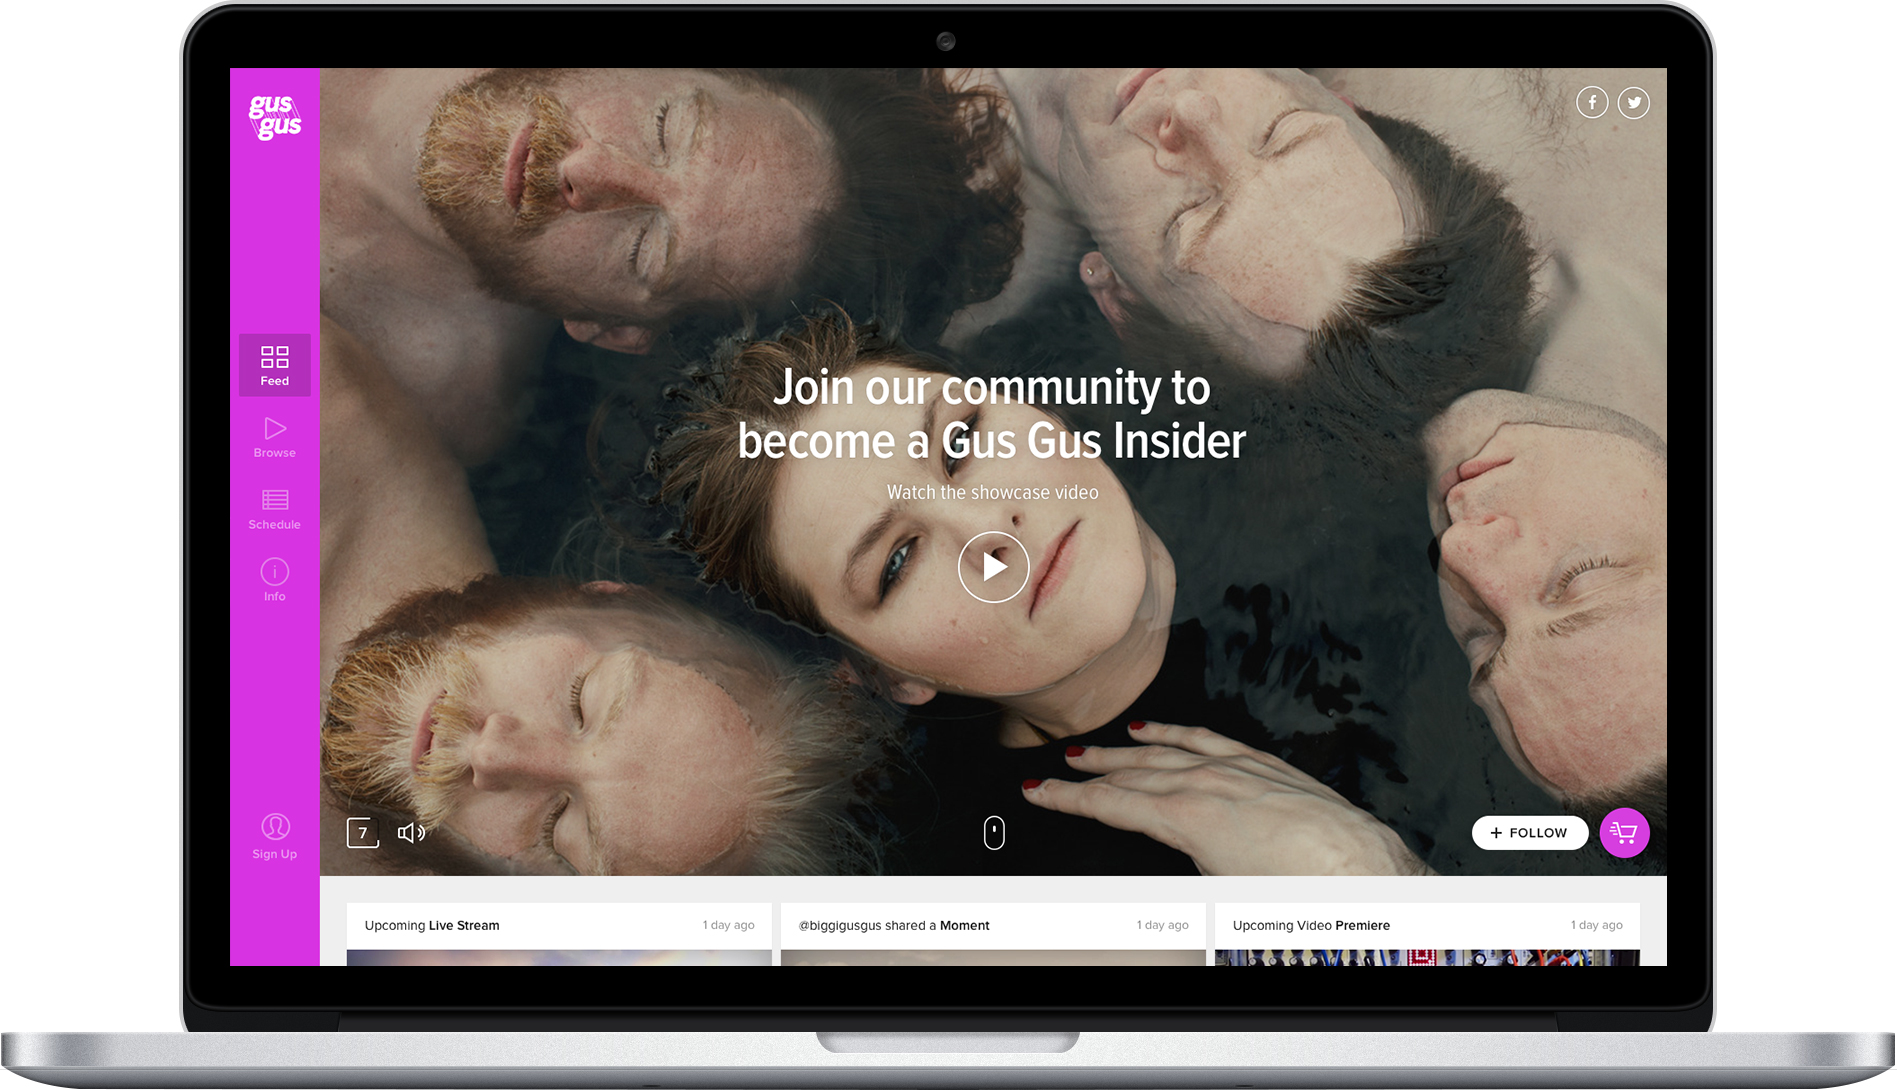 gus
gus
Feed
Browse
Schedule
Info
Sign Up
Join our community to
become a Gus Gus Insider
Watch the showcase video
7
+ FOLLOW
Upcoming Live Stream
1 day ago
@biggigusgus shared a Moment
1 day ago
Upcoming Video Premiere
1 day ago